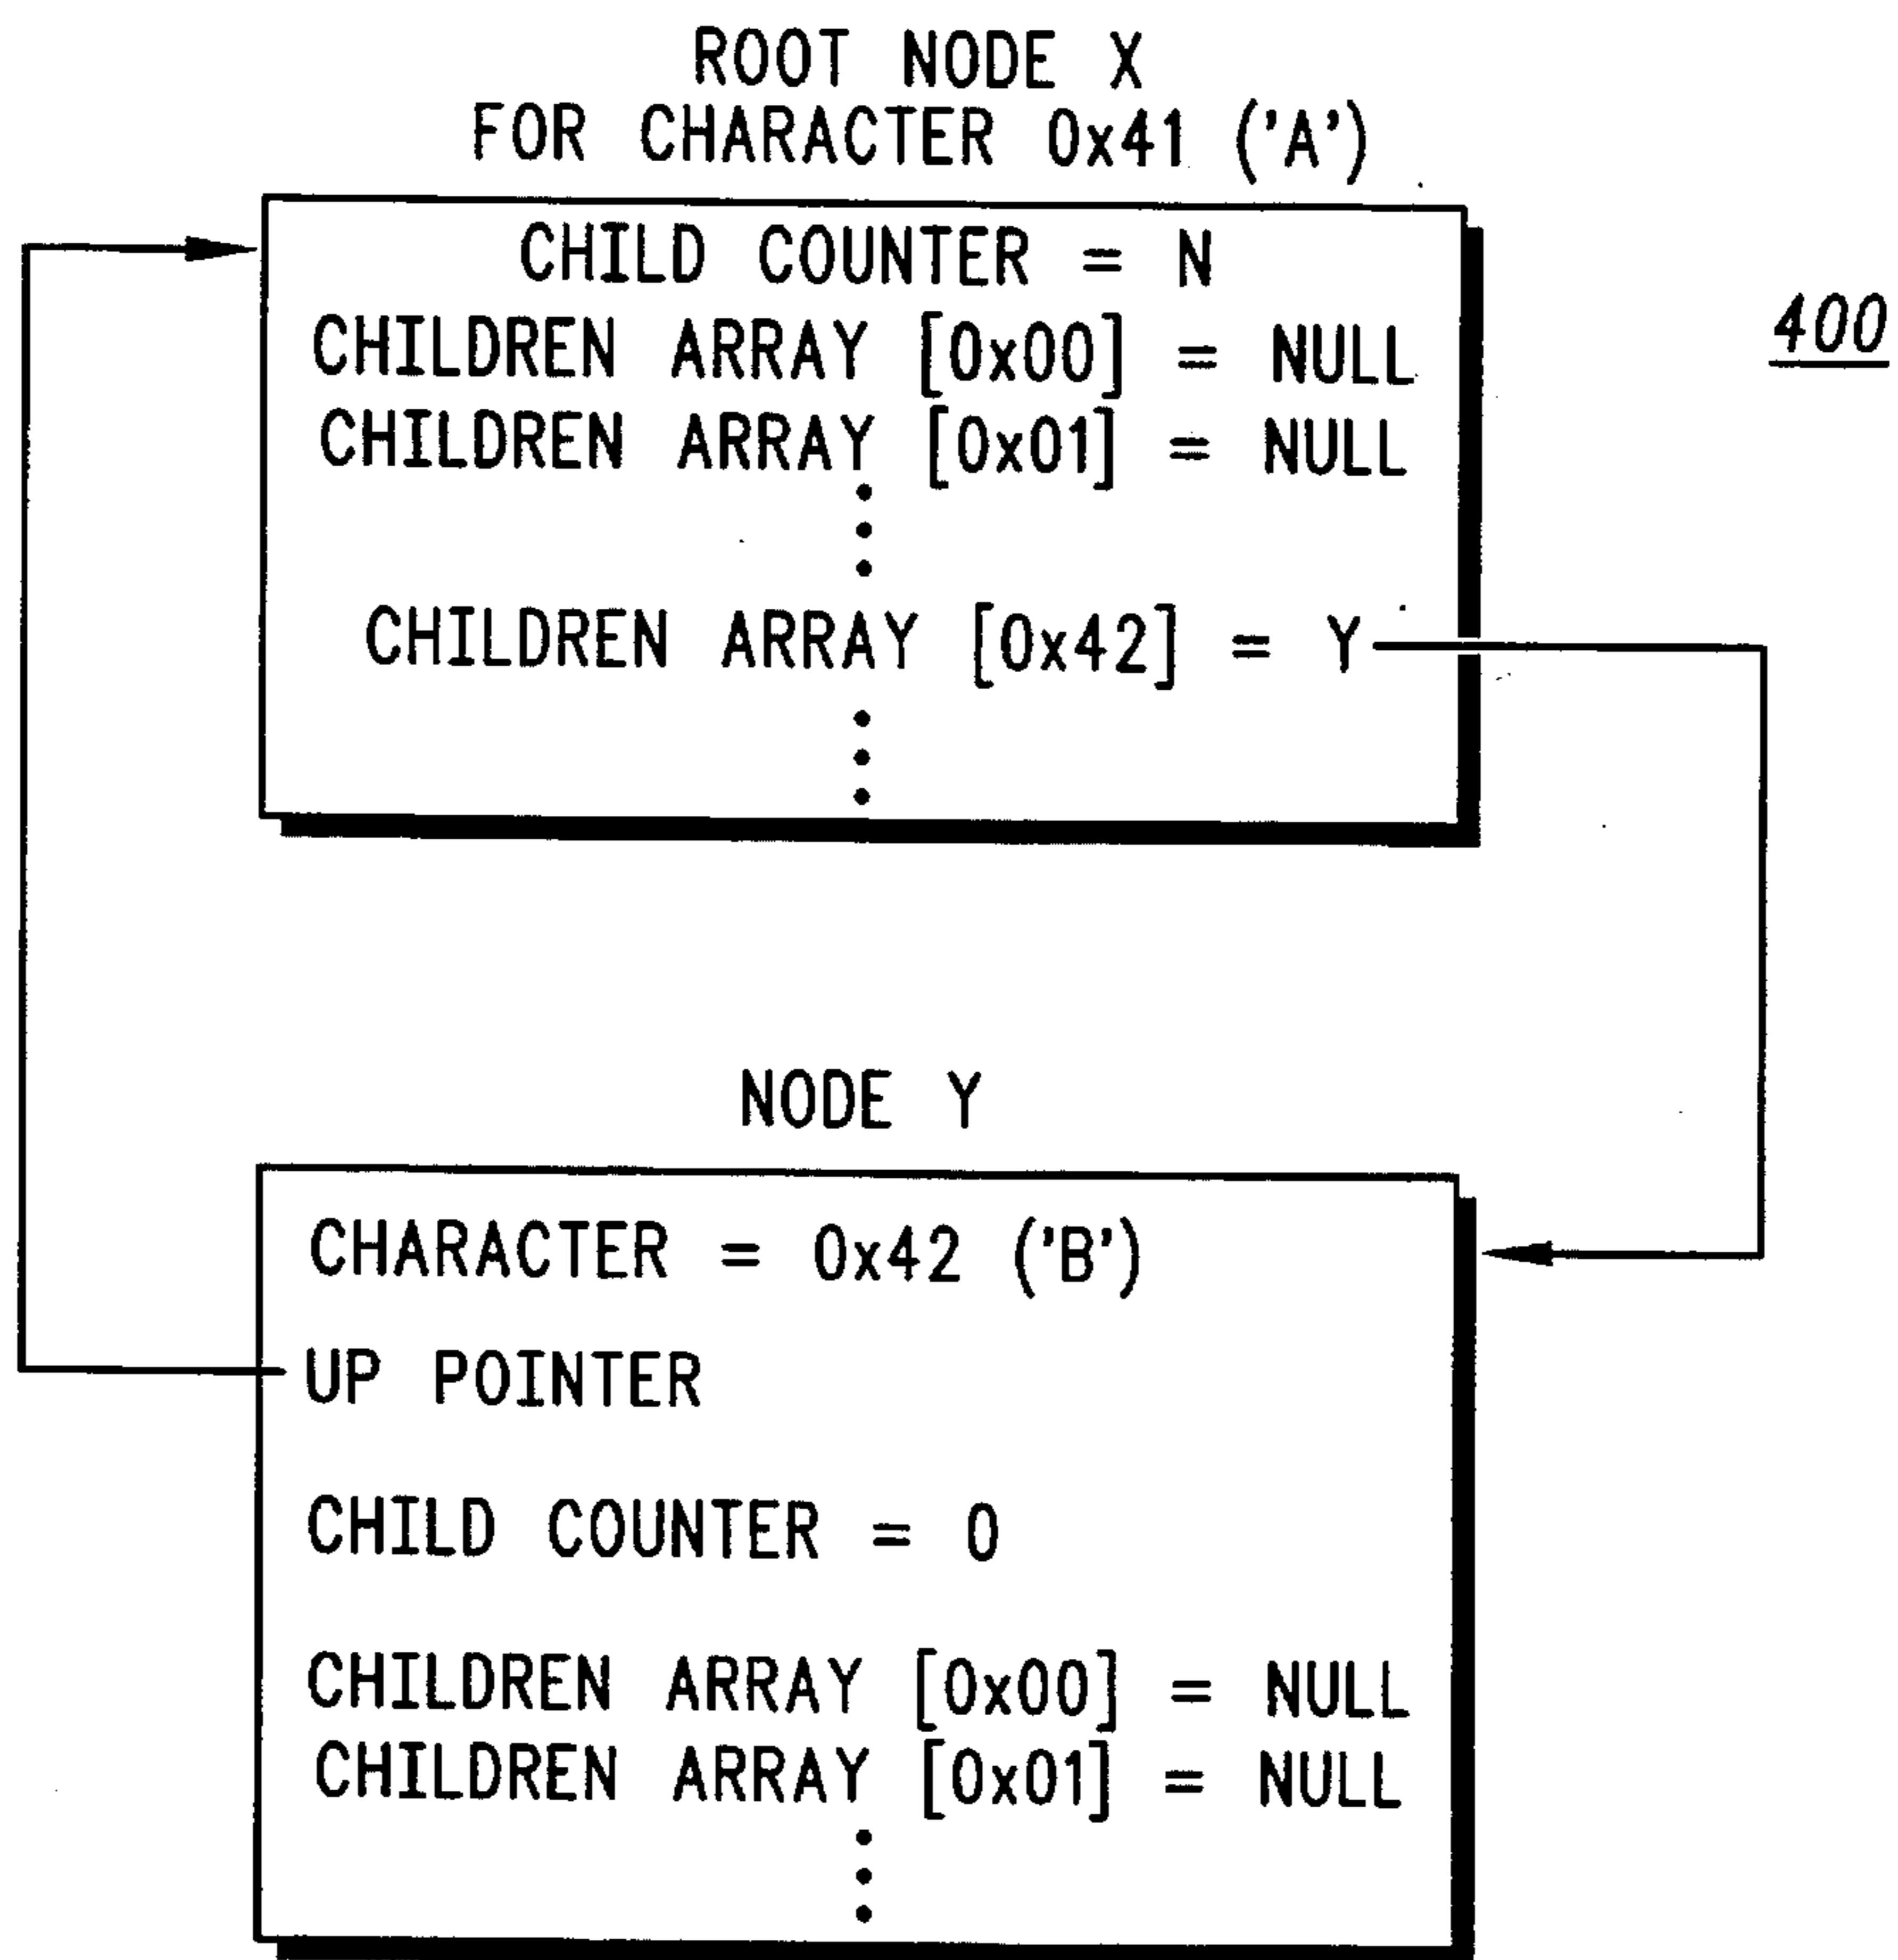 ROOT NODE X
FOR CHARACTER 0x41 ('A')
CHILD COUNTER = N
CHILDREN ARRAY [0x00] = NULL
CHILDREN ARRAY [0x01] = NULL
CHILDREN ARRAY [0x42] = Y
400
NODE Y
CHARACTER = 0x42 ('B')
UP POINTER
CHILD COUNTER = 0
CHILDREN ARRAY [0x00] = NULL
CHILDREN ARRAY [0x01] = NULL